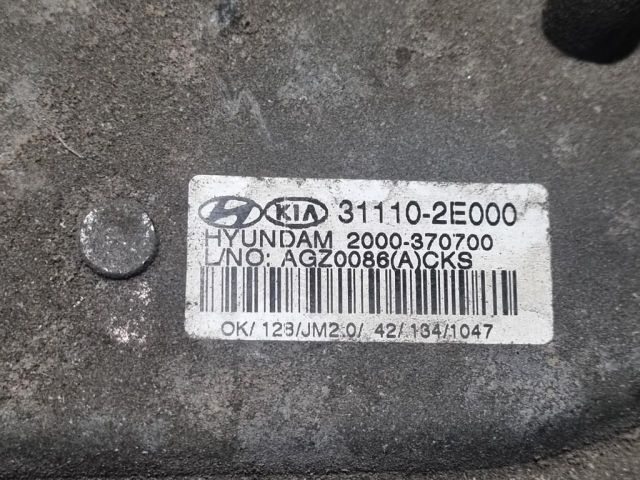 KIA 31110-2E000
HYUNDAM 2000-370700
L/NO: AGZ0086(A)CKS
OK/ 128/JM2.0/ 42/ 134/1047